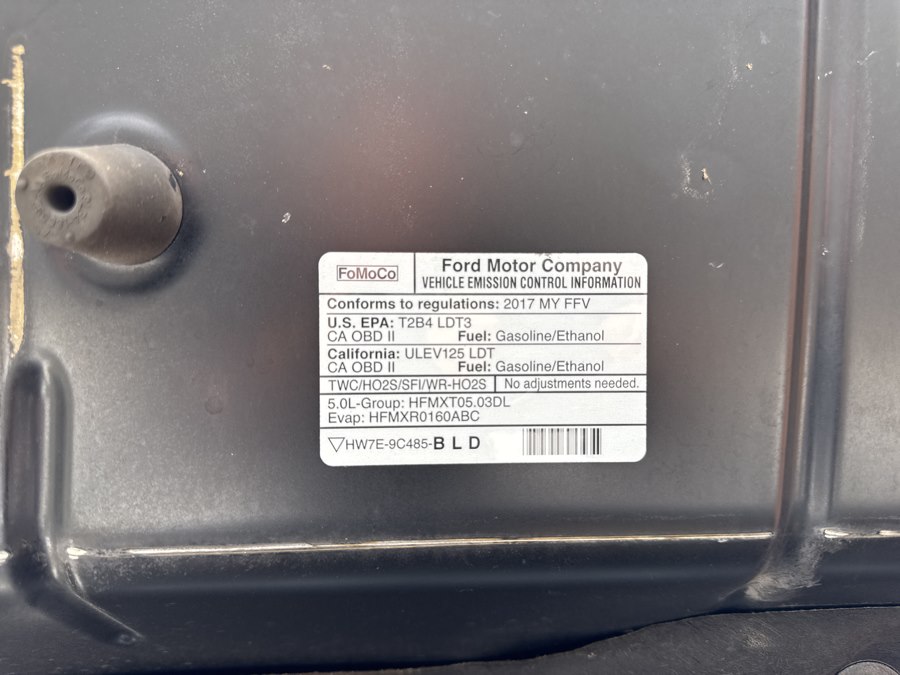 FoMoCo
Ford Motor Company
VEHICLE EMISSION CONTROL INFORMATION
Conforms to regulations: 2017 MY FFV
U.S. EPA: T2B4 LDT3
CA OBD II Fuel: Gasoline/Ethanol
California: ULEV125 LDT
CA OBD II Fuel: Gasoline/Ethanol
TWC/HO2S/SFI/WR-HO2S No adjustments needed.
5.0L-Group: HFMXT05.03DL
Evap: HFMXR0160ABC
HW7E-9C485-BLD